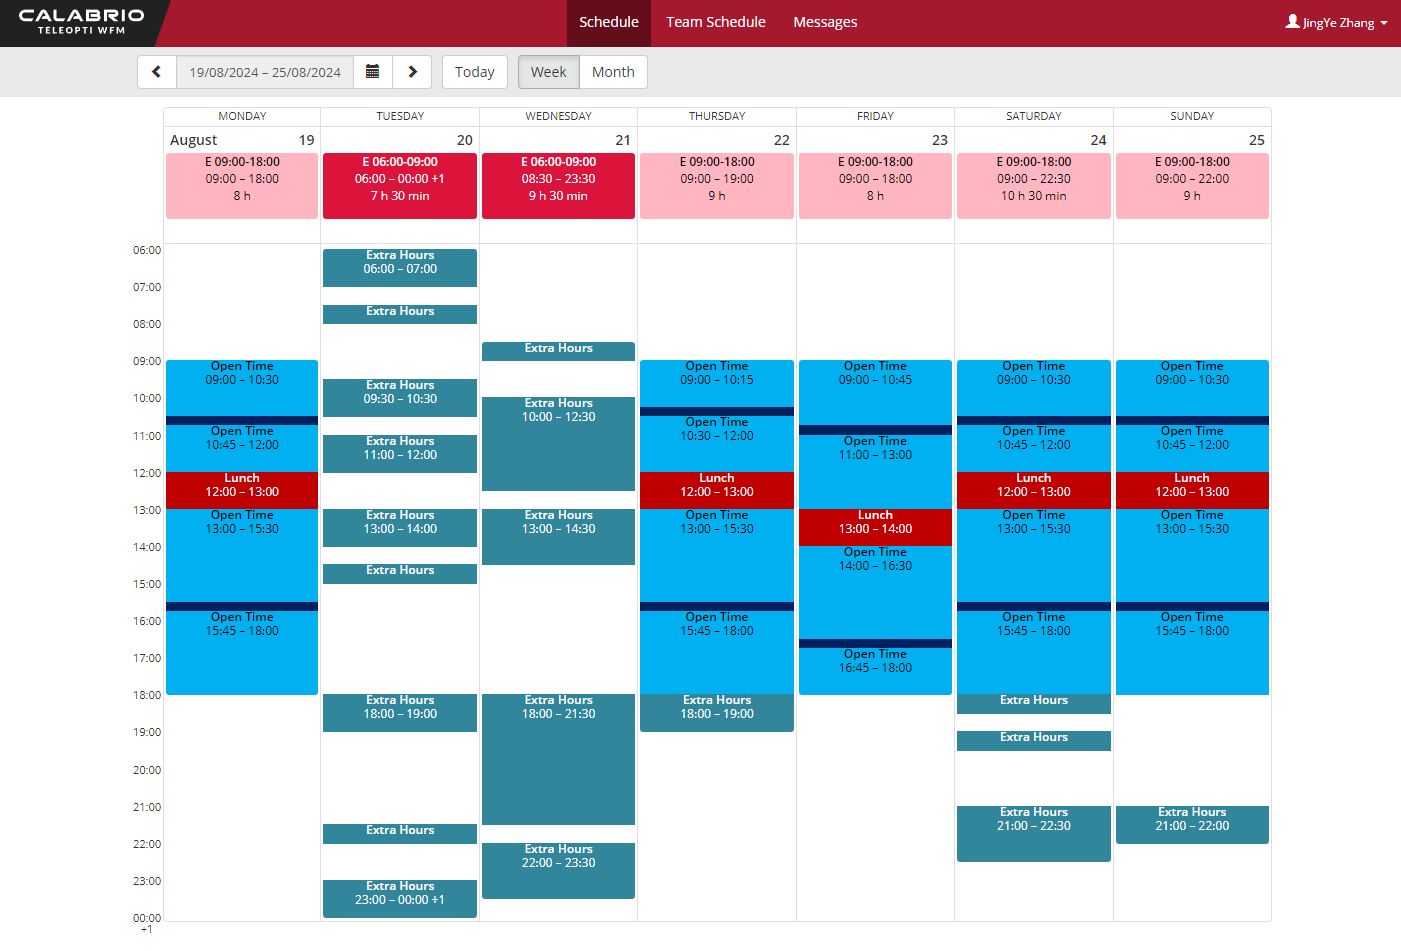 CALABRIO
TELEOPTI WFM
Schedule
Team Schedule
Messages
JingYe Zhang
19/08/2024 – 25/08/2024
Today
Week
Month
MONDAY
TUESDAY
WEDNESDAY
THURSDAY
FRIDAY
SATURDAY
SUNDAY
August 19
20
21
22
23
24
25
E 09:00-18:00
09:00 – 18:00
8 h
E 06:00-09:00
06:00 – 00:00 +1
7 h 30 min
E 06:00-09:00
08:30 – 23:30
9 h 30 min
E 09:00-18:00
09:00 – 19:00
9 h
E 09:00-18:00
09:00 – 18:00
8 h
E 09:00-18:00
09:00 – 22:30
10 h 30 min
E 09:00-18:00
09:00 – 22:00
9 h
06:00
07:00
08:00
09:00
10:00
11:00
12:00
13:00
14:00
15:00
16:00
17:00
18:00
19:00
20:00
21:00
22:00
23:00
00:00
+1
Open Time
09:00 – 10:30
Open Time
10:45 – 12:00
Lunch
12:00 – 13:00
Open Time
13:00 – 15:30
Open Time
15:45 – 18:00
Extra Hours
06:00 – 07:00
Extra Hours
Extra Hours
09:30 – 10:30
Extra Hours
11:00 – 12:00
Extra Hours
13:00 – 14:00
Extra Hours
Extra Hours
18:00 – 19:00
Extra Hours
Extra Hours
23:00 – 00:00 +1
Extra Hours
Extra Hours
10:00 – 12:30
Extra Hours
13:00 – 14:30
Extra Hours
18:00 – 21:30
Extra Hours
22:00 – 23:30
Open Time
09:00 – 10:15
Open Time
10:30 – 12:00
Lunch
12:00 – 13:00
Open Time
13:00 – 15:30
Open Time
15:45 – 18:00
Extra Hours
18:00 – 19:00
Open Time
09:00 – 10:45
Open Time
11:00 – 13:00
Lunch
13:00 – 14:00
Open Time
14:00 – 16:30
Open Time
16:45 – 18:00
Open Time
09:00 – 10:30
Open Time
10:45 – 12:00
Lunch
12:00 – 13:00
Open Time
13:00 – 15:30
Open Time
15:45 – 18:00
Extra Hours
Extra Hours
Extra Hours
21:00 – 22:30
Open Time
09:00 – 10:30
Open Time
10:45 – 12:00
Lunch
12:00 – 13:00
Open Time
13:00 – 15:30
Open Time
15:45 – 18:00
Extra Hours
21:00 – 22:00